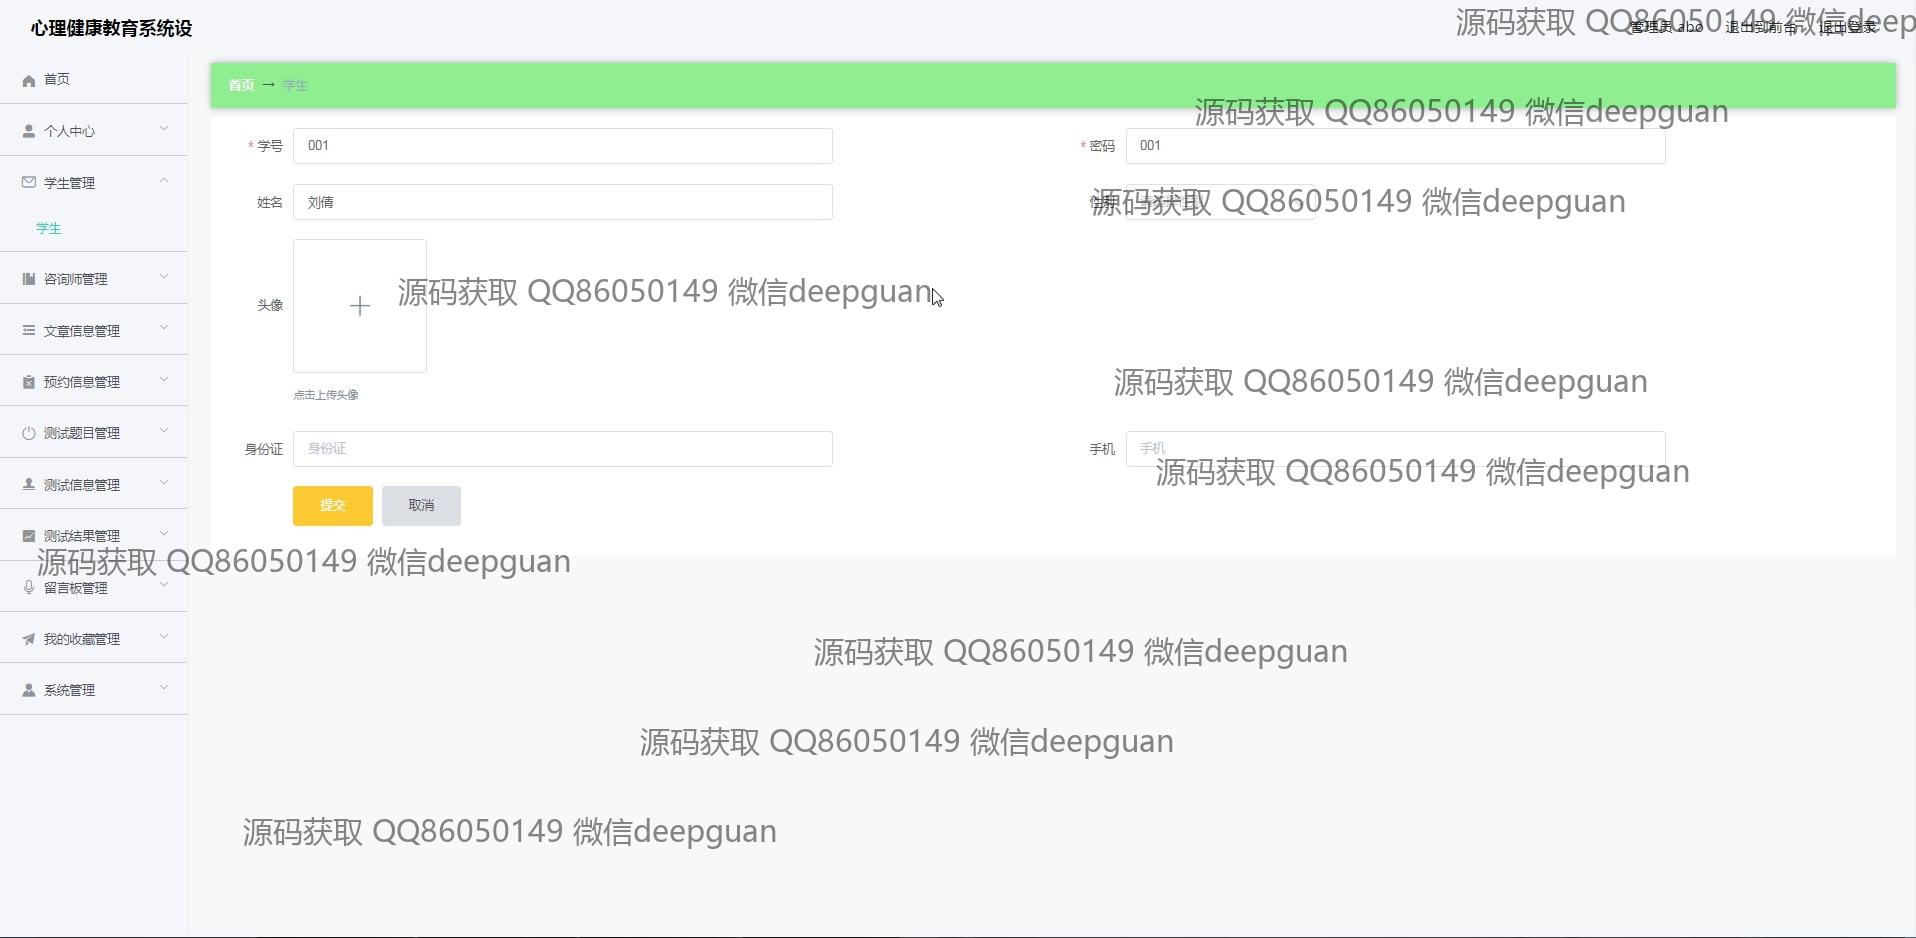 心理健康教育系统设
源码获取 QQ86050149 微信deep
管理员 abo 退出到前台 退出登录
首页
个人中心
学生管理
学生
咨询师管理
文章信息管理
预约信息管理
测试题目管理
测试信息管理
测试结果管理
留言板管理
我的收藏管理
系统管理
首页 → 学生
源码获取 QQ86050149 微信deepguan
* 学号 001
* 密码 001
姓名 刘倩
源码获取 QQ86050149 微信deepguan
头像
源码获取 QQ86050149 微信deepguan
点击上传头像
源码获取 QQ86050149 微信deepguan
身份证 身份证
手机 手机
源码获取 QQ86050149 微信deepguan
提交 取消
源码获取 QQ86050149 微信deepguan
源码获取 QQ86050149 微信deepguan
源码获取 QQ86050149 微信deepguan
源码获取 QQ86050149 微信deepguan